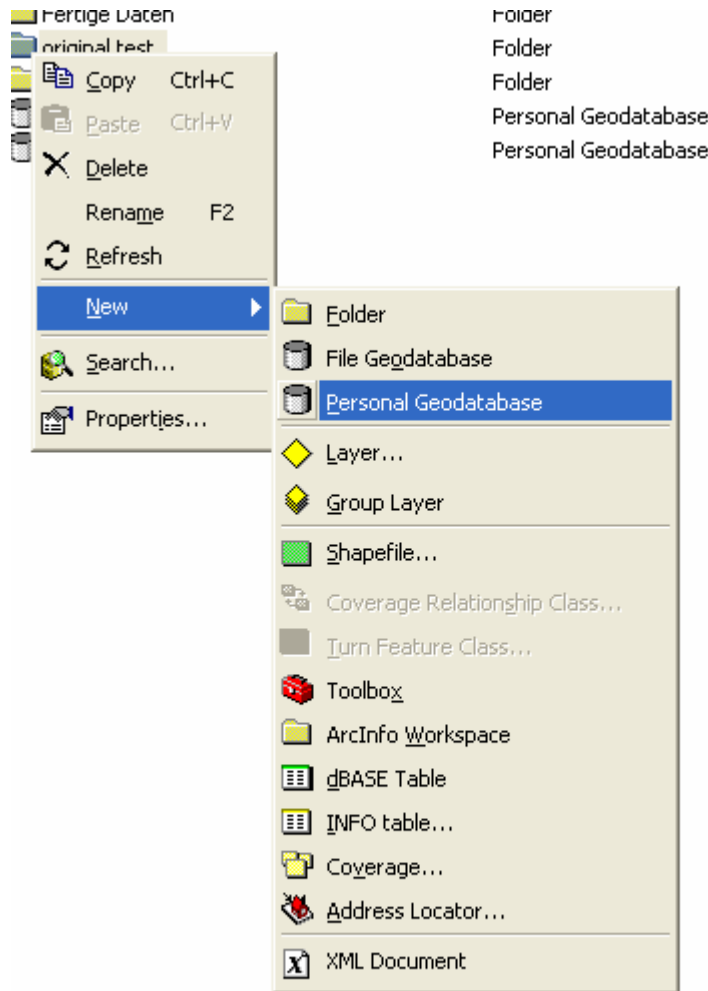 Fertige Daten Folder
original test Folder
Folder
Personal Geodatabase
Personal Geodatabase
Copy Ctrl+C
Paste Ctrl+V
Delete
Rename F2
Refresh
New
Search...
Properties...
Folder
File Geodatabase
Personal Geodatabase
Layer...
Group Layer
Shapefile...
Coverage Relationship Class...
Turn Feature Class...
Toolbox
ArcInfo Workspace
dBASE Table
INFO table...
Coverage...
Address Locator...
XML Document